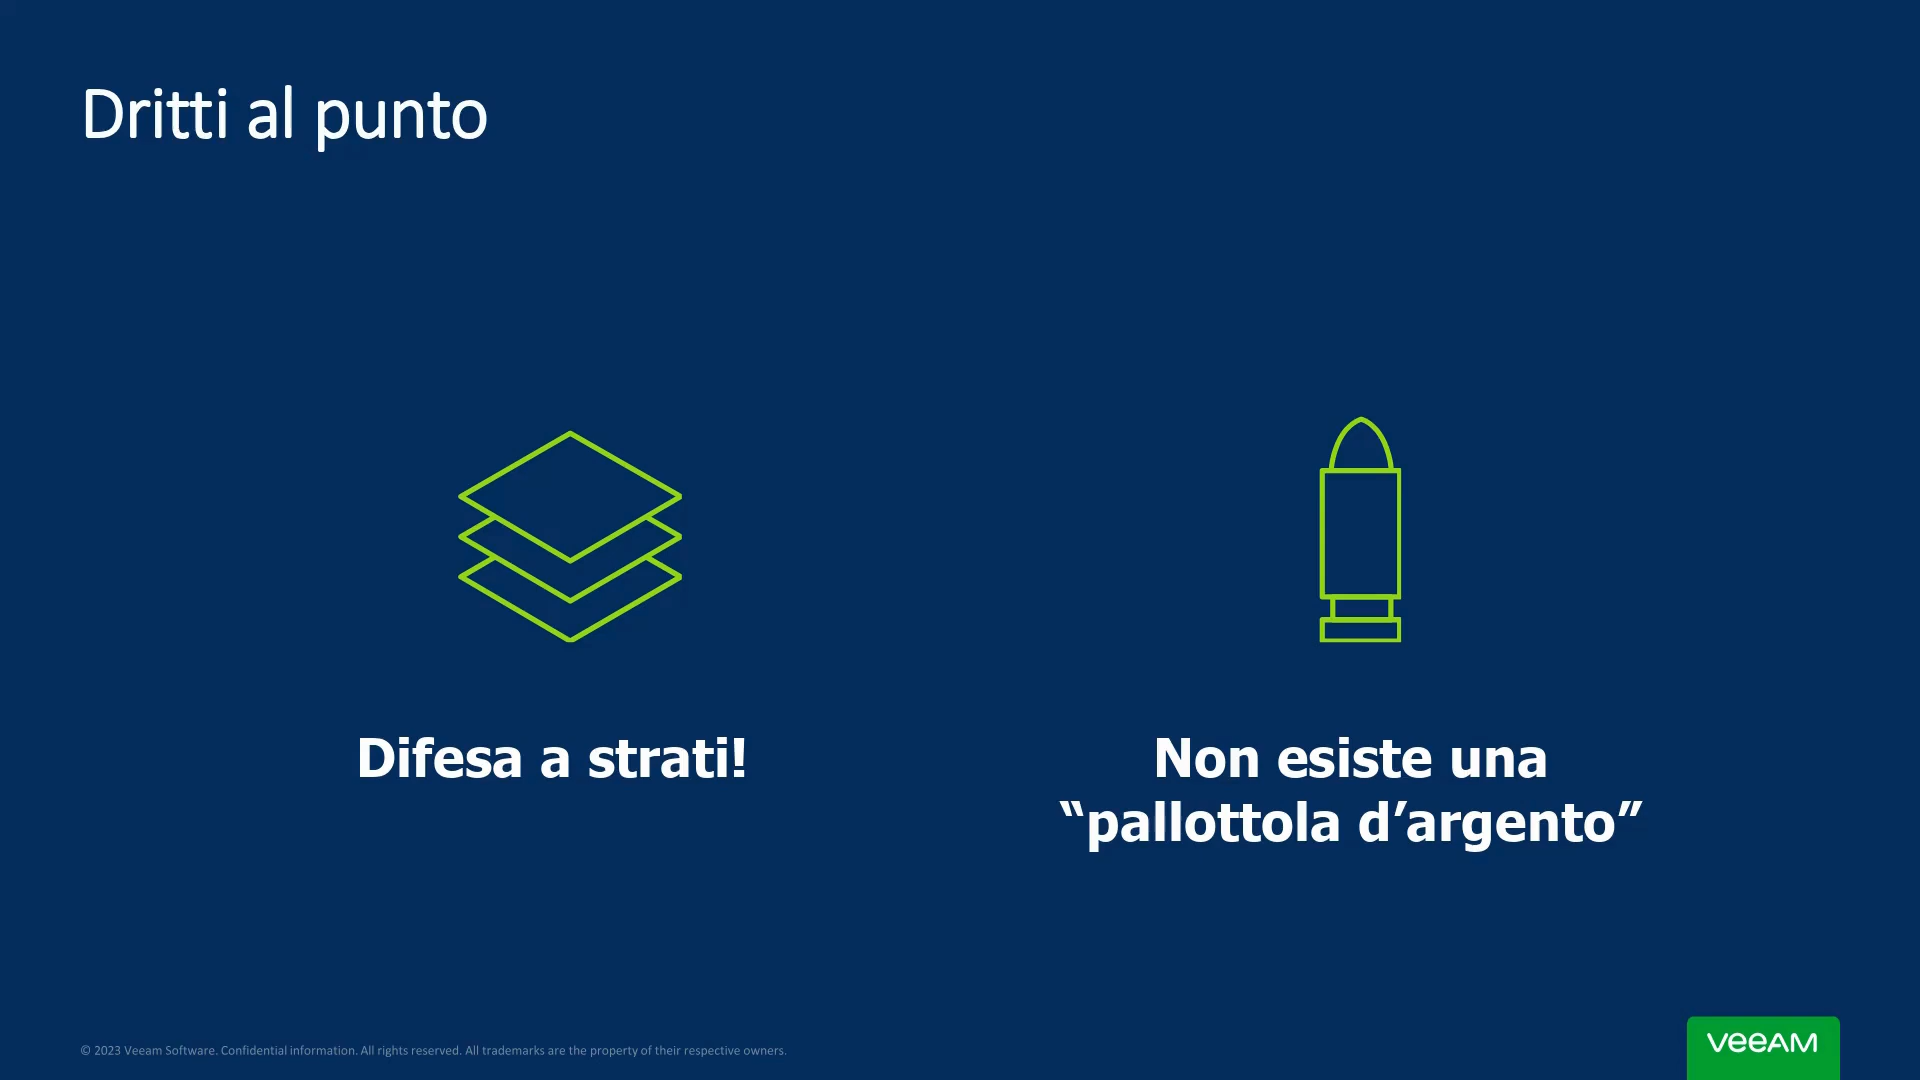 Dritti al punto
Difesa a strati!
Non esiste una
“pallottola d’argento”
© 2023 Veeam Software. Confidential information. All rights reserved. All trademarks are the property of their respective owners.
veeAM